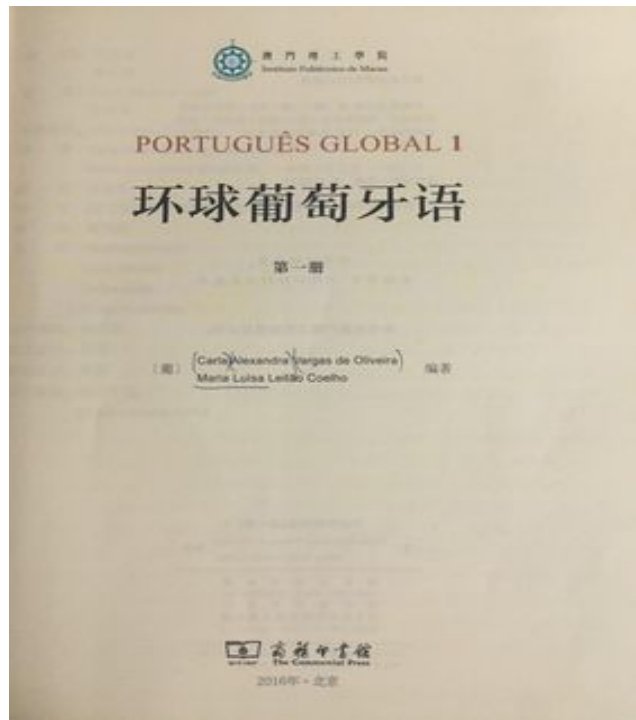 澳門理工學院
Instituto Politécnico de Macau
PORTUGUÊS GLOBAL 1
环球葡萄牙语
第一册
〔葡〕 Carla Alexandra Vargas de Oliveira
Maria Luisa Leitão Coelho 编著
商務印書館
The Commercial Press
2016年·北京